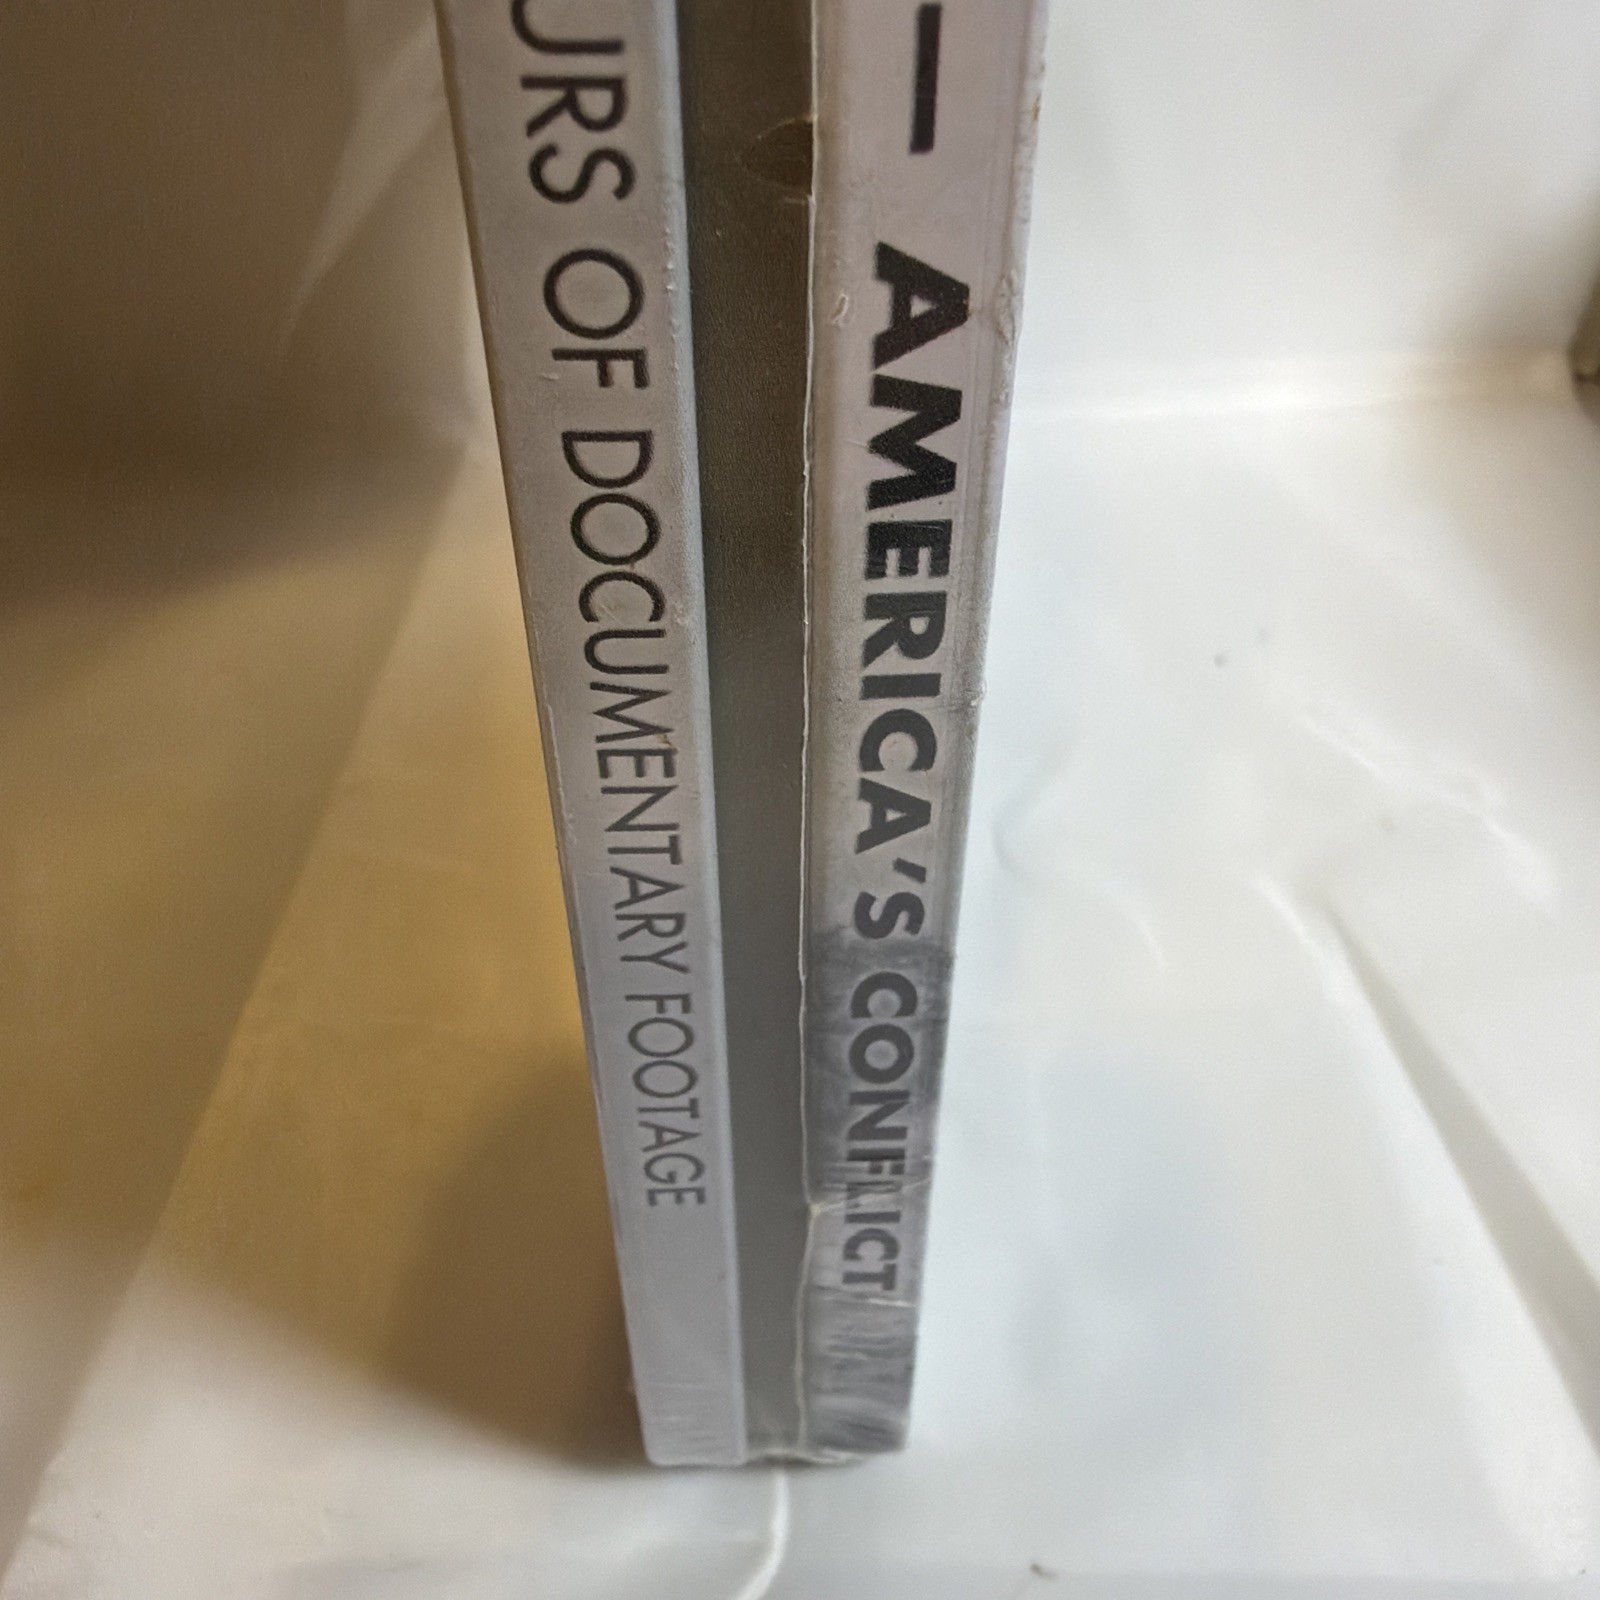 — AMERICA'S CONFLICT
URS OF DOCUMENTARY FOOTAGE